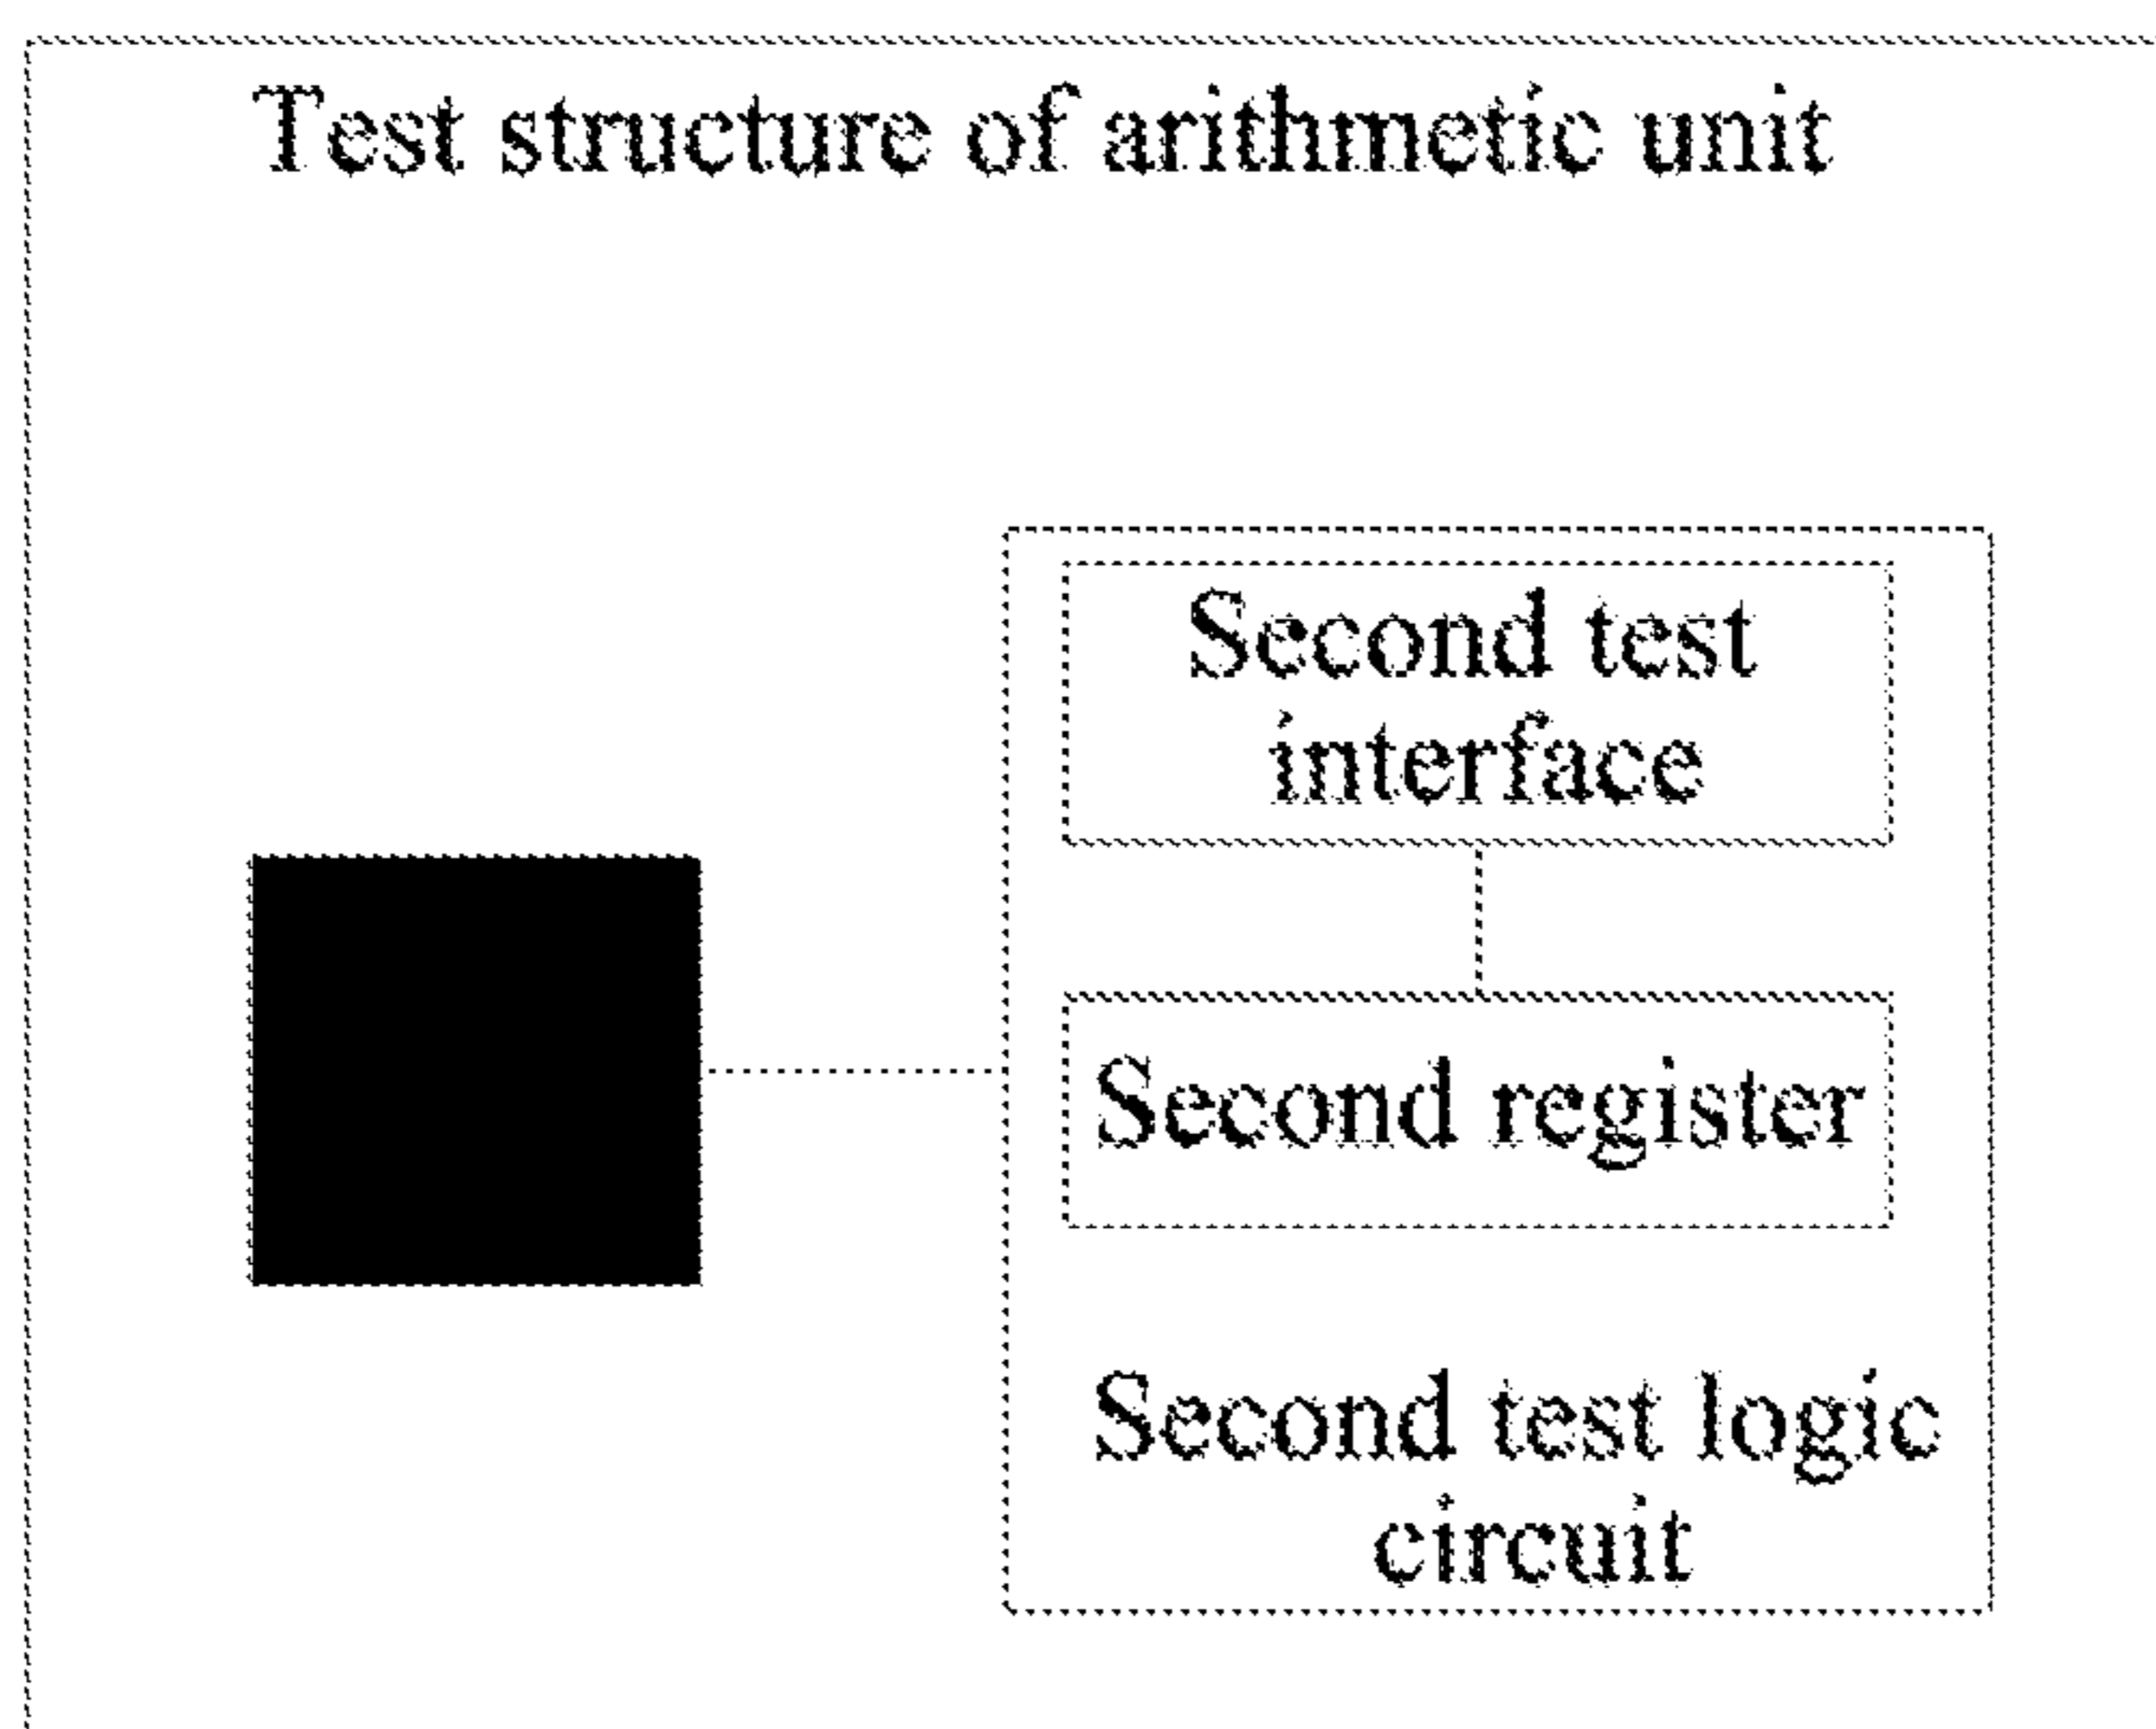 Test structure of arithmetic unit
Second test
interface
Second register
Second test logic
circuit